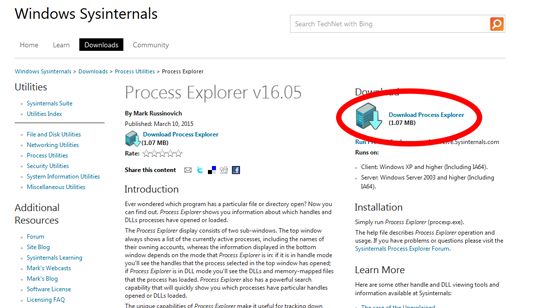 Windows Sysinternals
Search TechNet with Bing
Home Learn Downloads Community
Windows Sysinternals > Downloads > Process Utilities > Process Explorer
Utilities
Sysinternals Suite
Utilities Index
File and Disk Utilities
Networking Utilities
Process Utilities
Security Utilities
System Information Utilities
Miscellaneous Utilities
Additional
Resources
Forum
Site Blog
Sysinternals Learning
Mark's Webcasts
Mark's Blog
Software License
Licensing FAQ
Process Explorer v16.05
By Mark Russinovich
Published: March 10, 2015
Download Process Explorer
(1.07 MB)
Rate:
Share this content
Introduction
Ever wondered which program has a particular file or directory open? Now you
can find out. Process Explorer shows you information about which handles and
DLLs processes have opened or loaded.
The Process Explorer display consists of two sub-windows. The top window
always shows a list of the currently active processes, including the names of
their owning accounts, whereas the information displayed in the bottom
window depends on the mode that Process Explorer is in: if it is in handle mode
you'll see the handles that the process selected in the top window has opened;
if Process Explorer is in DLL mode you'll see the DLLs and memory-mapped files
that the process has loaded. Process Explorer also has a powerful search
capability that will quickly show you which processes have particular handles
opened or DLLs loaded.
The unique capabilities of Process Explorer make it useful for tracking down
Download
Download Process Explorer
(1.07 MB)
Run Sysinternals.com
Runs on:
Client: Windows XP and higher (Including
IA64).
Server: Windows Server 2003 and higher (Including
IA64).
Installation
Simply run Process Explorer (procexp.exe).
The help file describes Process Explorer operation and
usage. If you have problems or questions please visit the
Sysinternals Process Explorer Forum.
Learn More
Here are some other handle and DLL viewing tools and
information available at Sysinternals: